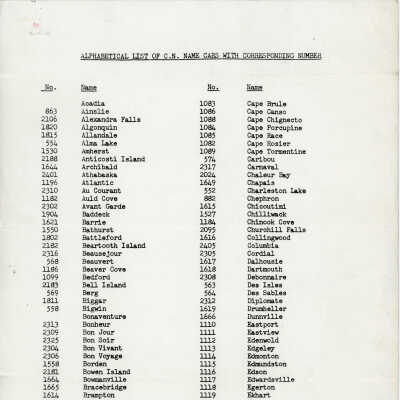 ALPHABETICAL LIST OF C.N. NAME CARS WITH CORRESPONDING NUMBER
No. Name
Acadia
863 Ainslie
2106 Alexandra Falls
1820 Algonquin
1815 Allandale
554 Alma Lake
1530 Amherst
2188 Anticosti Island
1644 Archibald
2401 Athabaska
1196 Atlantic
2310 Au Courant
1182 Auld Cove
2302 Avant Garde
1904 Baddeck
1621 Barrie
1550 Bathurst
1802 Battleford
2182 Beartooth Island
2316 Beausejour
568 Beauvert
1186 Beaver Cove
1099 Bedford
2183 Bell Island
569 Berg
1811 Biggar
558 Bigwin
Bonaventure
2313 Bonheur
2309 Bon Jour
2325 Bon Soir
2304 Bon Vivant
2306 Bon Voyage
1558 Borden
2181 Bowen Island
1664 Bowmanville
1665 Bracebridge
1614 Brampton
No. Name
1083 Cape Brule
1086 Cape Canso
1088 Cape Chignecto
1084 Cape Porcupine
1085 Cape Race
1082 Cape Rosier
1089 Cape Tormentine
574 Caribou
2317 Carnaval
2024 Chaleur Bay
1649 Chapais
552 Charleston Lake
882 Chephron
1615 Chicoutimi
1527 Chilliwack
1184 Chinook Cove
2095 Churchill Falls
1616 Collingwood
2405 Columbia
2305 Cordial
1617 Dalhousie
1618 Dartmouth
2308 Debonnaire
563 Des Isles
564 Des Sables
2312 Diplomate
1619 Drumheller
1666 Dunnville
1110 Eastport
1111 Eastview
1112 Edenwold
1113 Edgeley
1114 Edmonton
1115 Edmundston
1116 Edson
1117 Edwardsville
1118 Egerton
1119 Ekhart